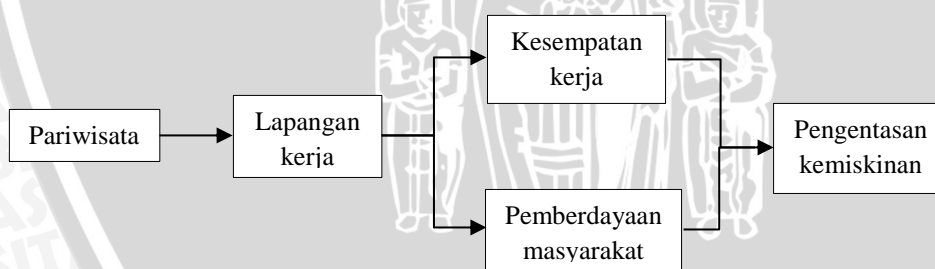 Pariwisata
Lapangan
kerja
Kesempatan
kerja
Pemberdayaan
masyarakat
Pengentasan
kemiskinan